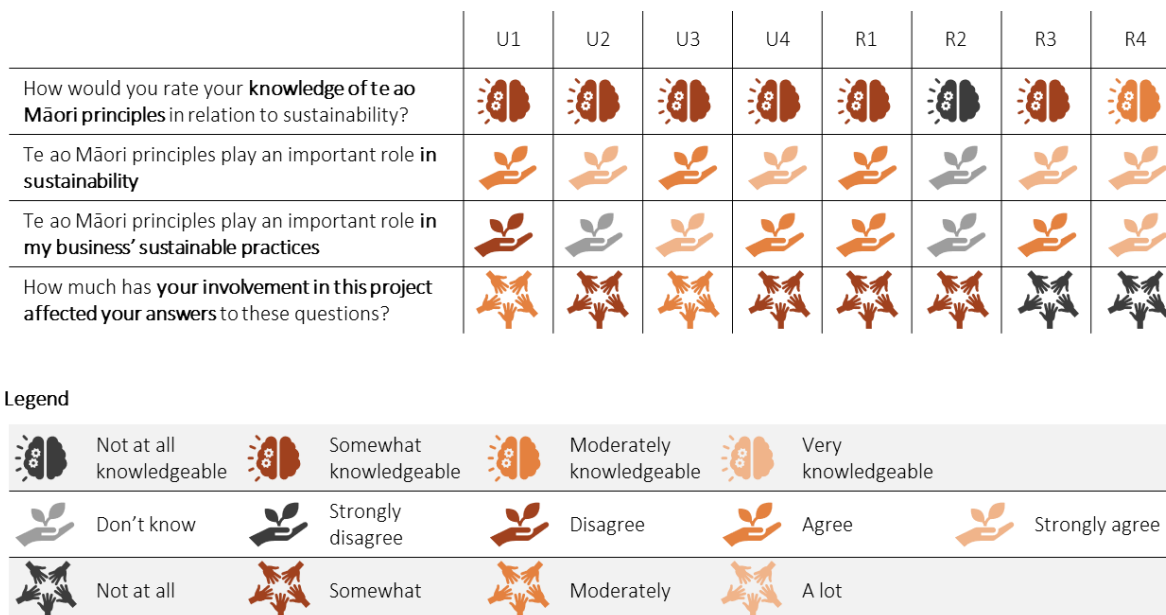 U1 U2 U3 U4 R1 R2 R3 R4
How would you rate your knowledge of te ao
Māori principles in relation to sustainability?
Te ao Māori principles play an important role in
sustainability
Te ao Māori principles play an important role in
my business' sustainable practices
How much has your involvement in this project
affected your answers to these questions?
Legend
Not at all
knowledgeable
Somewhat
knowledgeable
Moderately
knowledgeable
Very
knowledgeable
Don't know
Strongly
disagree
Disagree
Agree
Strongly agree
Not at all
Somewhat
Moderately
A lot